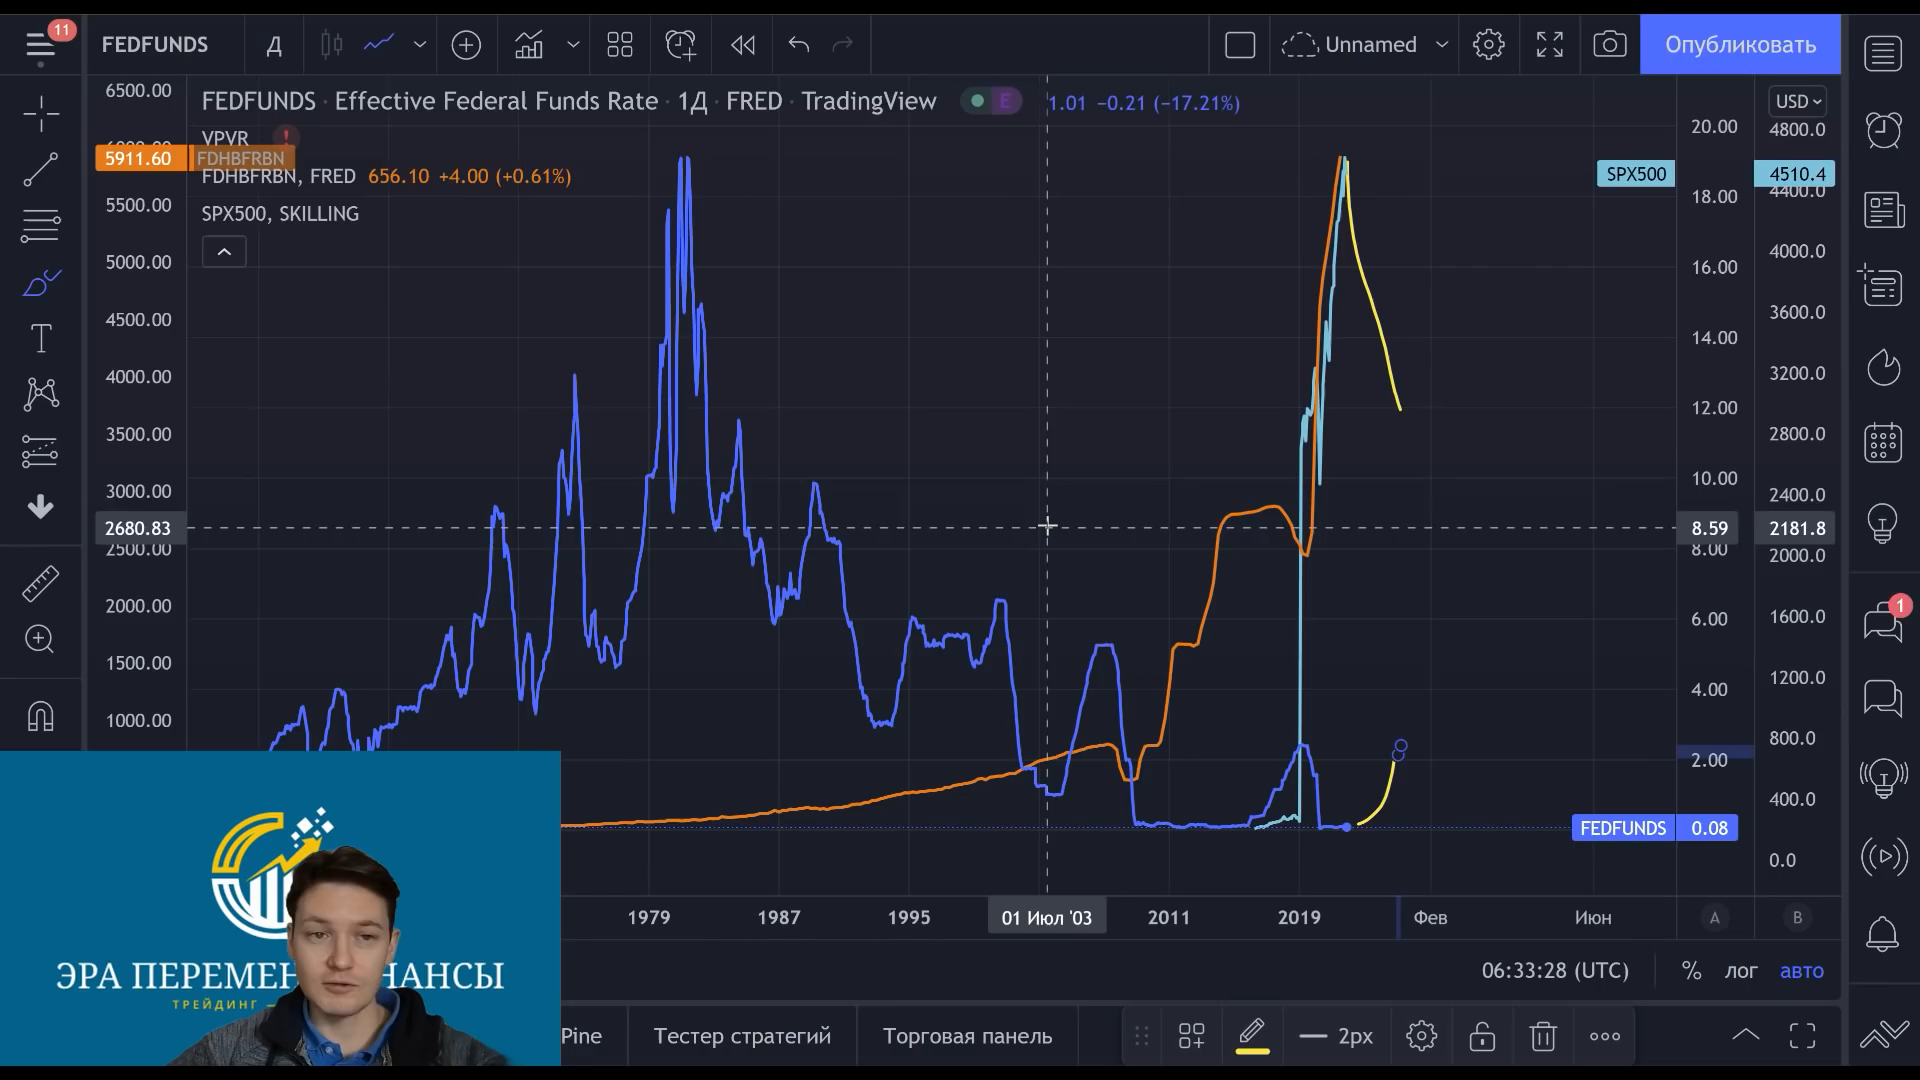 11
FEDFUNDS
Д
Unnamed
Опубликовать
FEDFUNDS · Effective Federal Funds Rate · 1Д · FRED · TradingView
E
1.01 −0.21 (−17.21%)
VPVR !
FDHBFRBN
FDHBFRBN, FRED 656.10 +4.00 (+0.61%)
SPX500, SKILLING
6500.00
5911.60
5500.00
5000.00
4500.00
4000.00
3500.00
3000.00
2680.83
2500.00
2000.00
1500.00
1000.00
USD
SPX500
FEDFUNDS
20.00
18.00
16.00
14.00
12.00
10.00
8.59
8.00
6.00
4.00
2.00
0.08
4800.0
4510.4
4400.0
4000.0
3600.0
3200.0
2800.0
2400.0
2181.8
2000.0
1600.0
1200.0
800.0
400.0
0.0
1
1979
1987
1995
01 Июл '03
2011
2019
Фев
Июн
A
B
06:33:28 (UTC)
%
лог
авто
ЭРА ПЕРЕМЕН
НАНСЫ
ТРЕЙДИНГ
Pine
Тестер стратегий
Торговая панель
2px